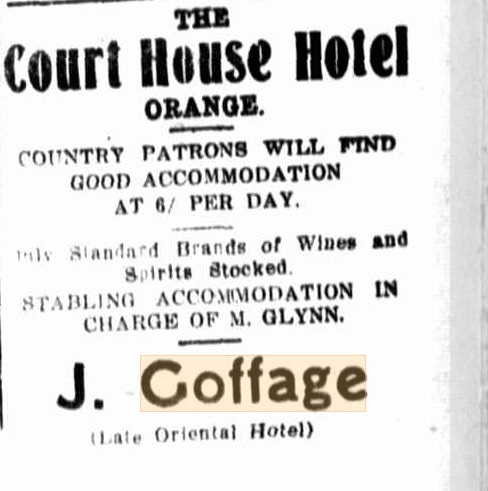 THE
Court House Hotel
ORANGE.
COUNTRY PATRONS WILL FIND
GOOD ACCOMMODATION
AT 6/ PER DAY.
Only Standard Brands of Wines and
Spirits Stocked.
STABLING ACCOMMODATION IN
CHARGE OF M. GLYNN.
J. Goffage
(Late Oriental Hotel)